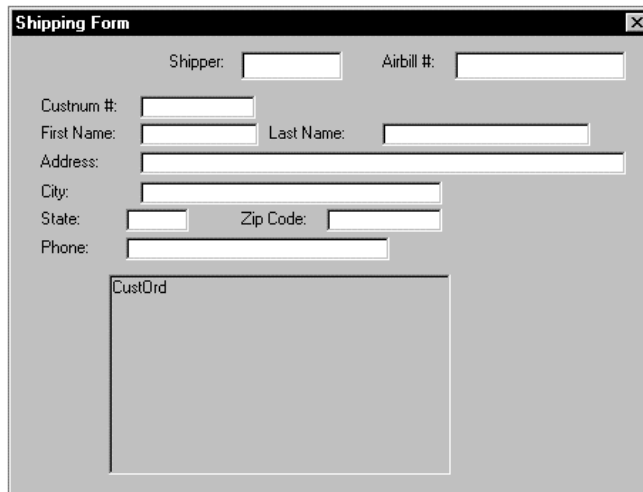 Shipping Form
Shipper: Airbill #:
Custnum #:
First Name: Last Name:
Address:
City:
State: Zip Code:
Phone:
CustOrd